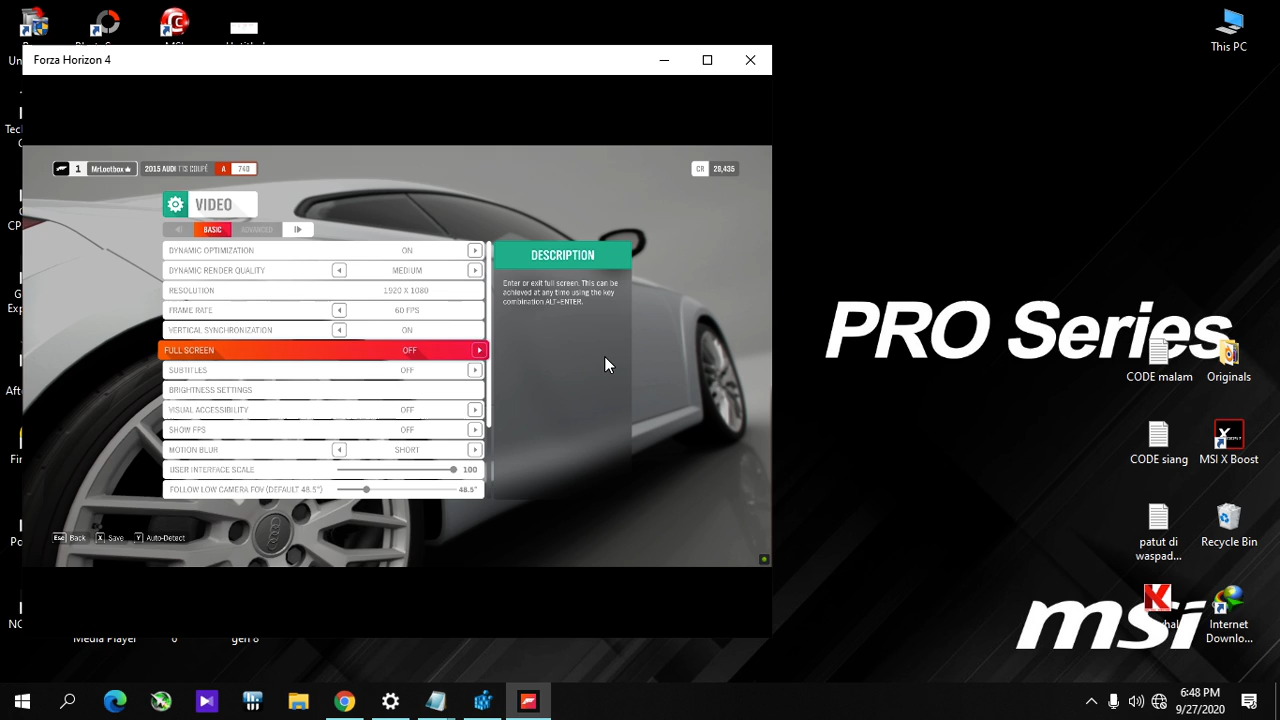 This PC
Forza Horizon 4
1 MrLootbox 2015 AUDI TTS COUPÉ A 740
CR 28,435
VIDEO
BASIC ADVANCED
DYNAMIC OPTIMIZATION ON
DYNAMIC RENDER QUALITY MEDIUM
RESOLUTION 1920 X 1080
FRAME RATE 60 FPS
VERTICAL SYNCHRONIZATION ON
FULL SCREEN OFF
SUBTITLES OFF
BRIGHTNESS SETTINGS
VISUAL ACCESSIBILITY OFF
SHOW FPS OFF
MOTION BLUR SHORT
USER INTERFACE SCALE 100
FOLLOW LOW CAMERA FOV (DEFAULT 48.5°) 48.5°
DESCRIPTION
Enter or exit full screen. This can be
achieved at any time using the key
combination ALT+ENTER.
Esc Back X Save Y Auto-Detect
PRO Series
CODE malam
Originals
CODE siang
MSI X Boost
patut di
waspad...
Recycle Bin
Internet
Downlo...
msi
Media Player
gen 8
6:48 PM
9/27/2020